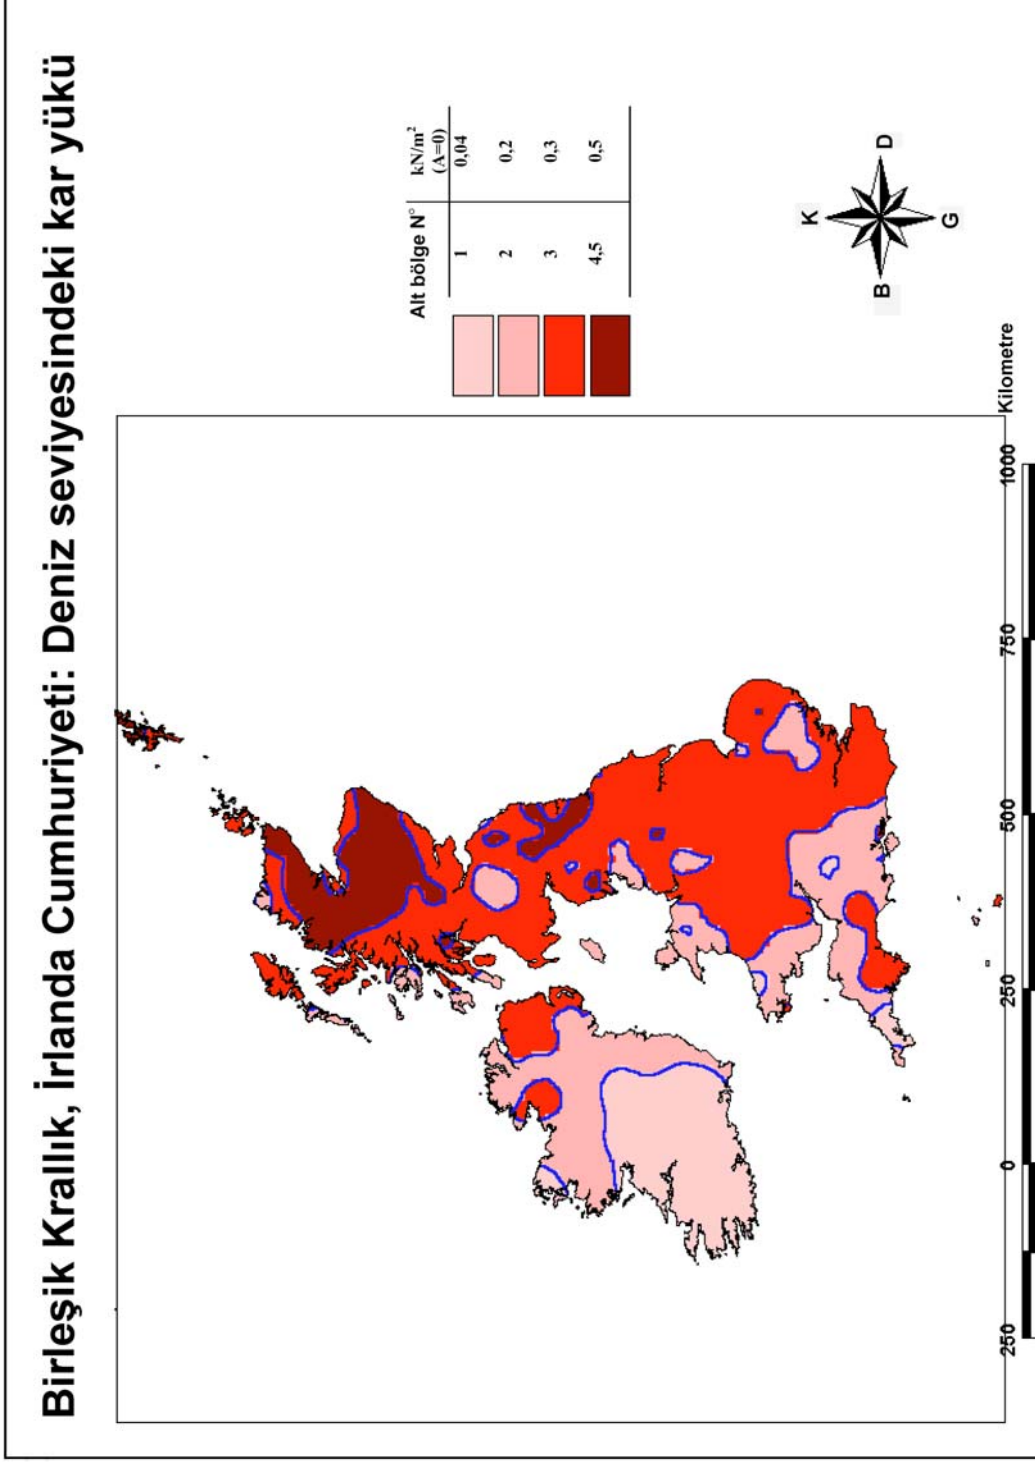 Birleşik Krallık, İrlanda Cumhuriyeti: Deniz seviyesindeki kar yükü
Alt bölge N° kN/m² (A=0)
1 0,04
2 0,2
3 0,3
4,5 0,5
K
B D
G
250 0 250 500 750 1000 Kilometre